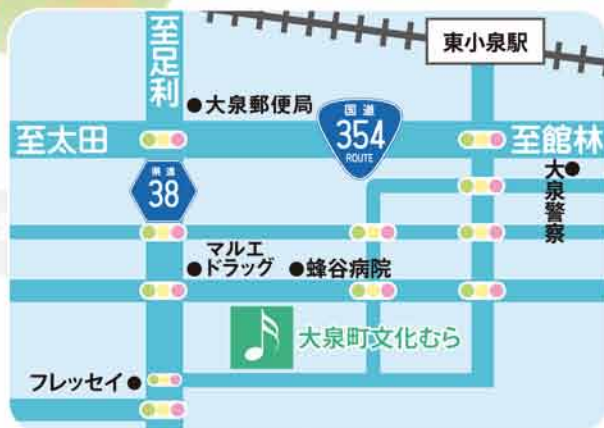 至足利
東小泉駅
大泉郵便局
国道
354
ROUTE
至太田
至館林
県道
38
大泉警察
マルエ
ドラッグ
蜂谷病院
大泉町文化むら
フレッセイ